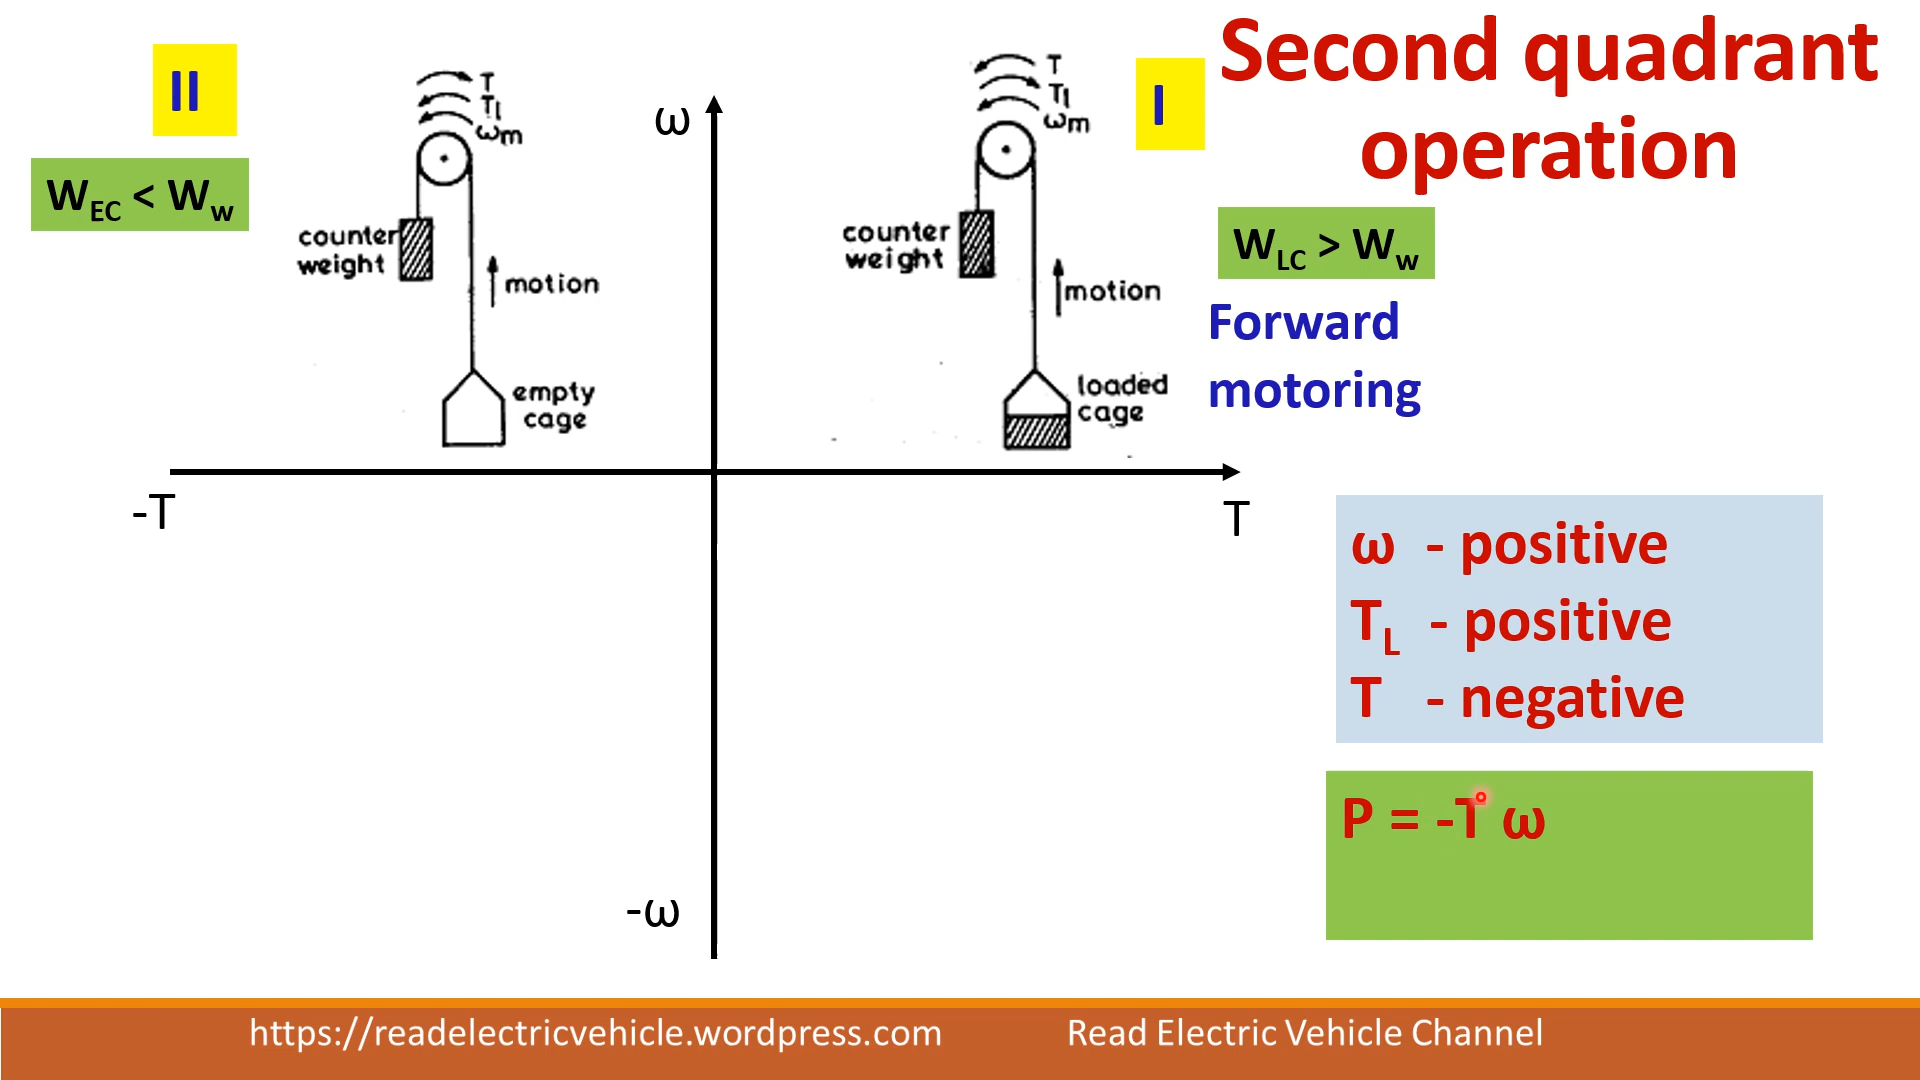 Second quadrant
operation
II
W_EC < W_w
T
T_l
ω_m
counter
weight
motion
empty
cage
ω
I
T
T_l
ω_m
counter
weight
motion
loaded
cage
W_LC > W_w
Forward
motoring
-T
T
-ω
ω - positive
T_L - positive
T - negative
P = -T ω
https://readelectricvehicle.wordpress.com
Read Electric Vehicle Channel